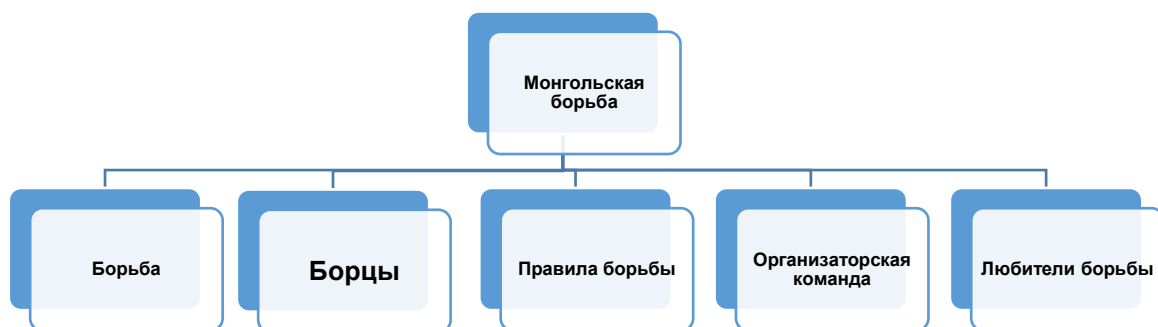 Монгольская
борьба
Борьба
Борцы
Правила борьбы
Организаторская
команда
Любители борьбы